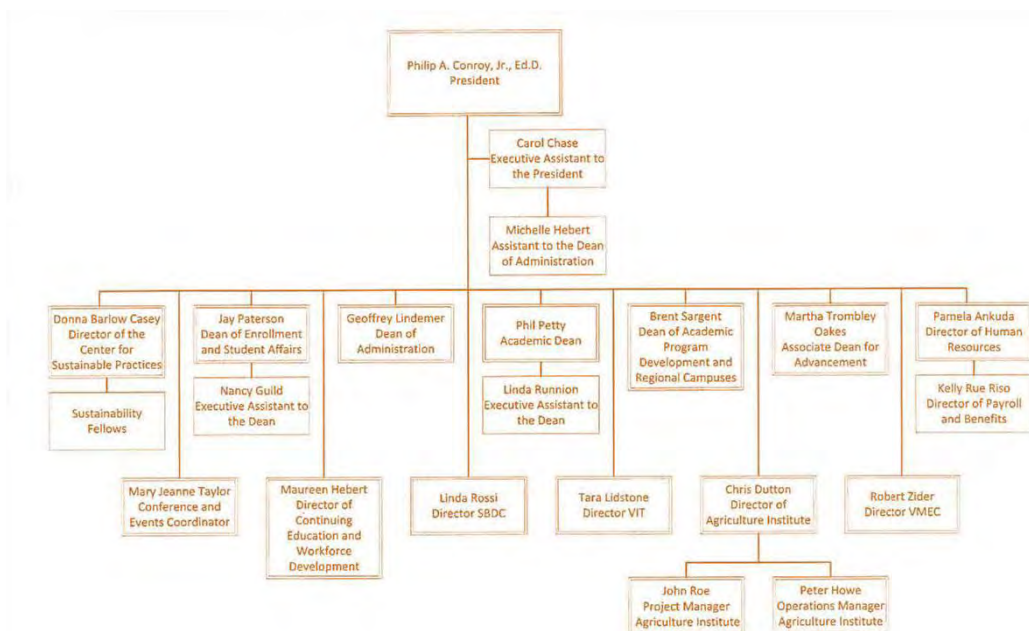 Philip A. Conroy, Jr., Ed.D.
President
Carol Chase
Executive Assistant to
the President
Michelle Hebert
Assistant to the Dean
of Administration
Donna Barlow Casey
Director of the
Center for
Sustainable Practices
Jay Paterson
Dean of Enrollment
and Student Affairs
Geoffrey Lindemer
Dean of
Administration
Phil Petty
Academic Dean
Brent Sargent
Dean of Academic
Program
Development and
Regional Campuses
Martha Trombley
Oakes
Associate Dean for
Advancement
Pamela Ankuda
Director of Human
Resources
Sustainability
Fellows
Nancy Guild
Executive Assistant to
the Dean
Linda Runnion
Executive Assistant to
the Dean
Kelly Rue Riso
Director of Payroll
and Benefits
Mary Jeanne Taylor
Conference and
Events Coordinator
Maureen Hebert
Director of
Continuing
Education and
Workforce
Development
Linda Rossi
Director SBDC
Tara Lidstone
Director VIT
Chris Dutton
Director of
Agriculture Institute
Robert Zider
Director VMEC
John Roe
Project Manager
Agriculture Institute
Peter Howe
Operations Manager
Agriculture Institute